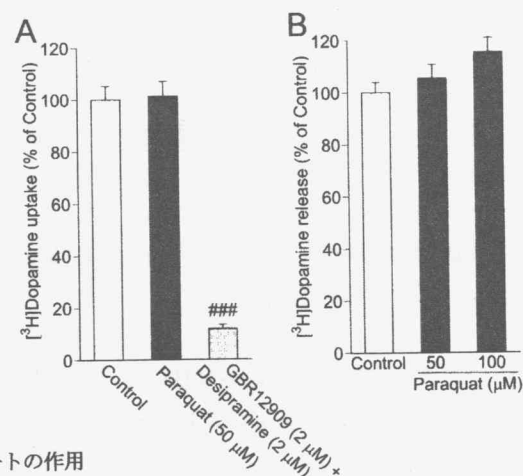 A
[³H]Dopamine uptake (% of Control)
120
100
80
60
40
20
0
###
Control
Paraquat (50 μM)
GBR12909 (2 μM) +
Desipramine (2 μM)
B
[³H]Dopamine release (% of Control)
120
100
80
60
40
20
0
Control
50
100
Paraquat (μM)
トの作用